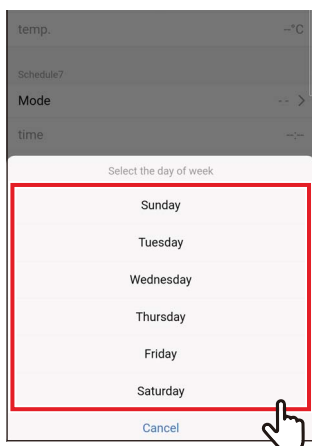 temp. --°C
Schedule7
Mode -- >
time --:--
Select the day of week
Sunday
Tuesday
Wednesday
Thursday
Friday
Saturday
Cancel